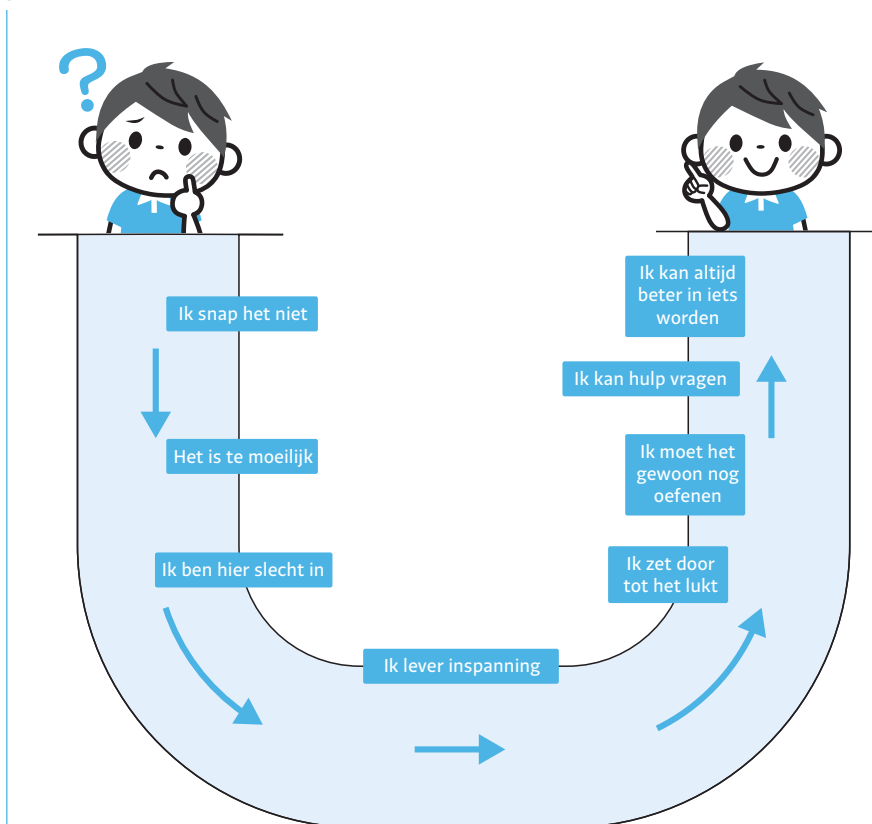 ?
Ik snap het niet
Het is te moeilijk
Ik ben hier slecht in
Ik lever inspanning
Ik zet door
tot het lukt
Ik moet het
gewoon nog
oefenen
Ik kan hulp vragen
Ik kan altijd
beter in iets
worden